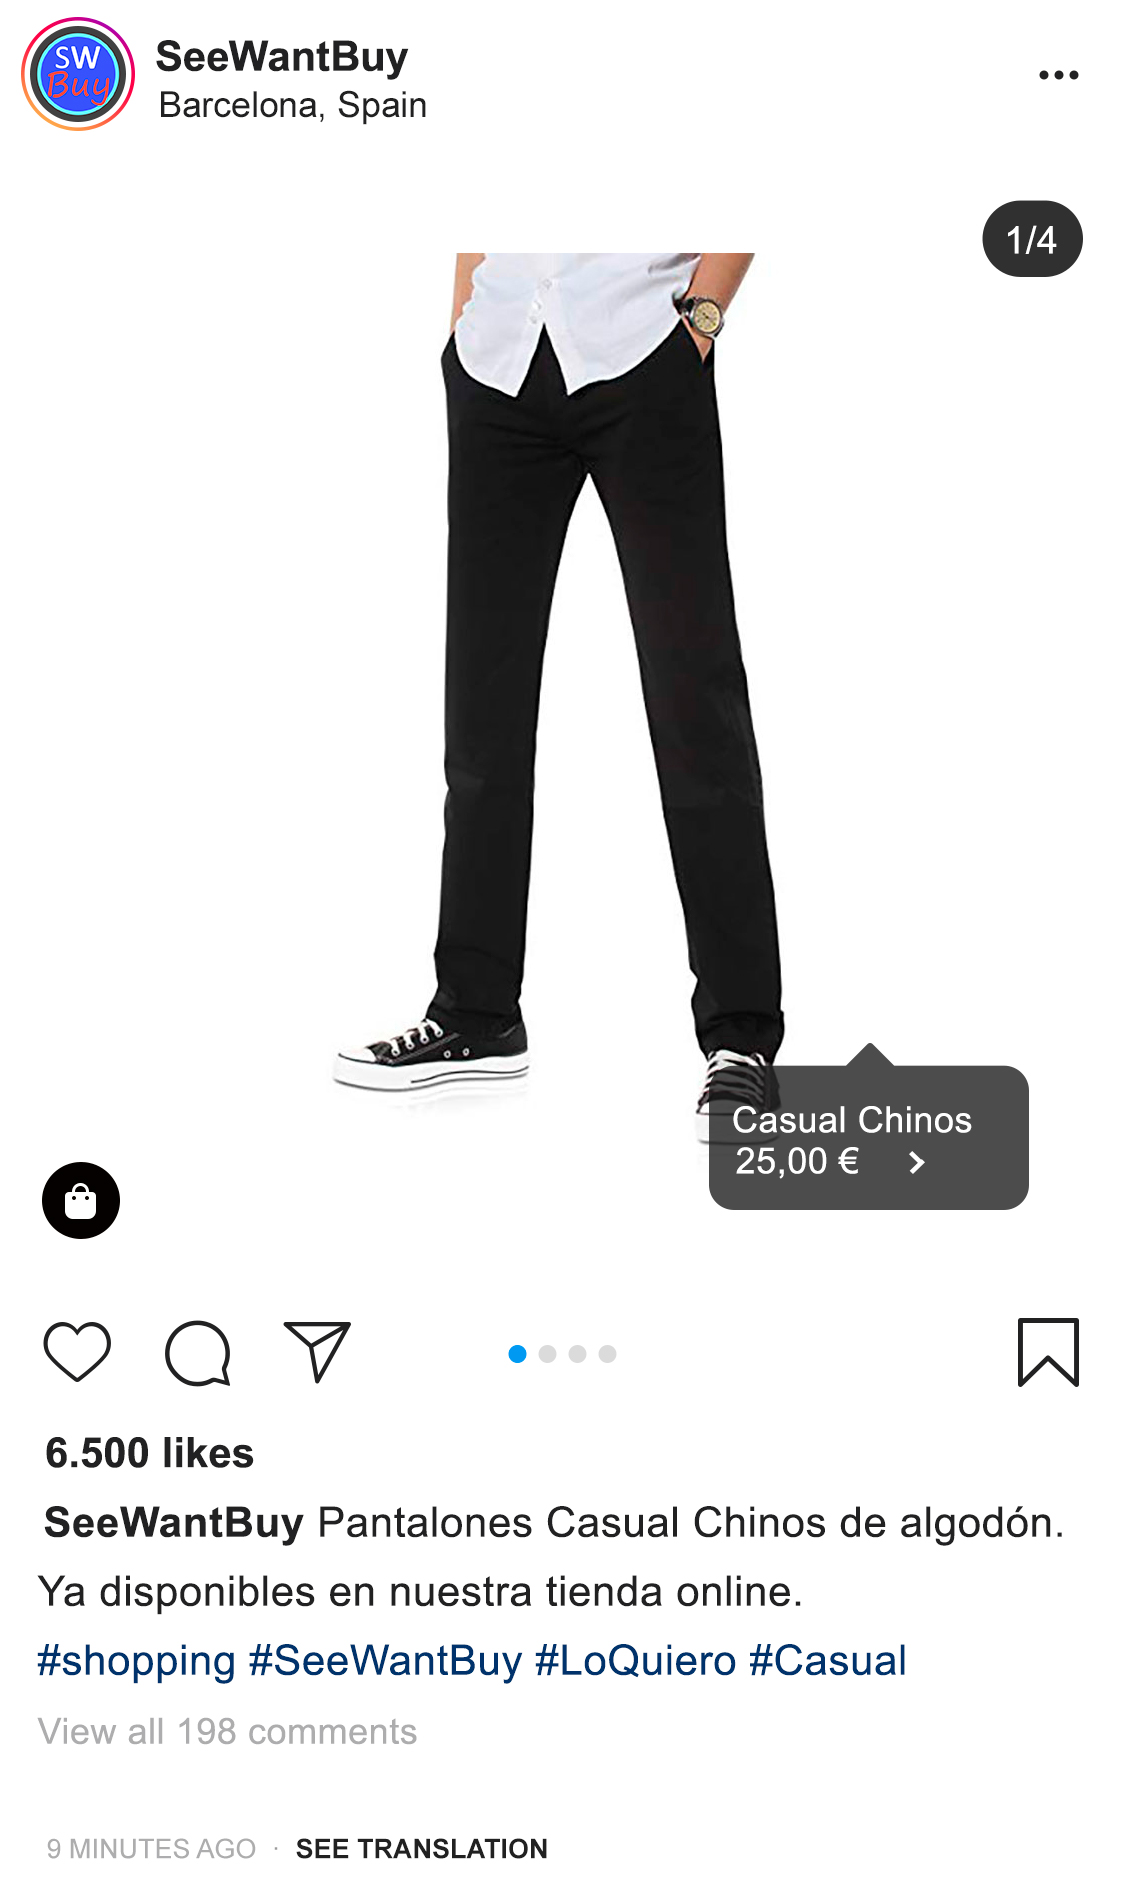 SW
Buy
SeeWantBuy
Barcelona, Spain
1/4
Casual Chinos
25,00 €
6.500 likes
SeeWantBuy Pantalones Casual Chinos de algodón.
Ya disponibles en nuestra tienda online.
#shopping #SeeWantBuy #LoQuiero #Casual
View all 198 comments
9 MINUTES AGO · SEE TRANSLATION